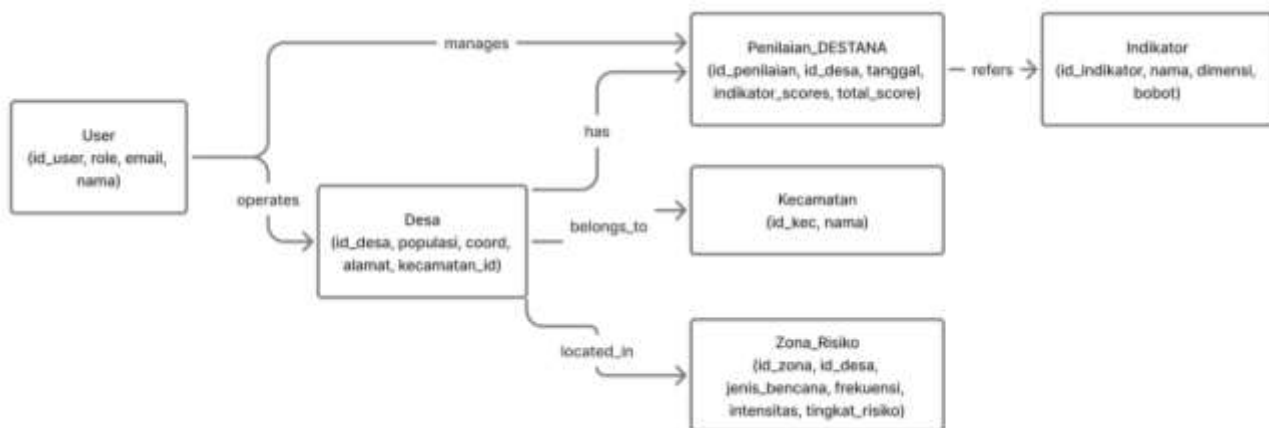 manages
Penilaian_DESTANA
(id_penilaian, id_desa, tanggal,
indikator_scores, total_score)
refers
Indikator
(id_indikator, nama, dimensi,
bobot)
User
(id_user, role, email,
nama)
has
operates
Desa
(id_desa, populasi, coord,
alamat, kecamatan_id)
belongs_to
Kecamatan
(id_kec, nama)
located_in
Zona_Risiko
(id_zona, id_desa,
jenis_bencana, frekuensi,
intensitas, tingkat_risiko)